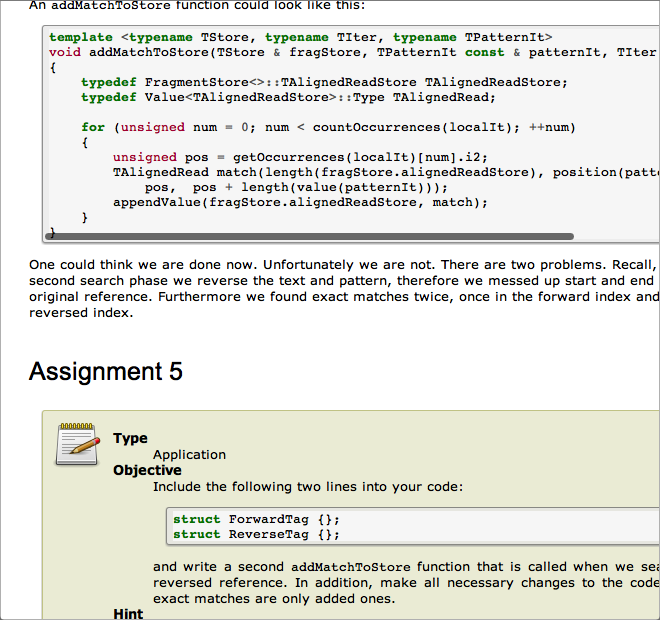 An addMatchToStore function could look like this:
template <typename TStore, typename TIter, typename TPatternIt>
void addMatchToStore(TStore & fragStore, TPatternIt const & patternIt, TIter
{
typedef FragmentStore<>::TAlignedReadStore TAlignedReadStore;
typedef Value<TAlignedReadStore>::Type TAlignedRead;
for (unsigned num = 0; num < countOccurrences(localIt); ++num)
{
unsigned pos = getOccurrences(localIt)[num].i2;
TAlignedRead match(length(fragStore.alignedReadStore), position(patt
pos, pos + length(value(patternIt)));
appendValue(fragStore.alignedReadStore, match);
}
}
One could think we are done now. Unfortunately we are not. There are two problems. Recall,
second search phase we reverse the text and pattern, therefore we messed up start and end
original reference. Furthermore we found exact matches twice, once in the forward index and
reversed index.
Assignment 5
Type
Application
Objective
Include the following two lines into your code:
struct ForwardTag {};
struct ReverseTag {};
and write a second addMatchToStore function that is called when we sea
reversed reference. In addition, make all necessary changes to the code
exact matches are only added ones.
Hint